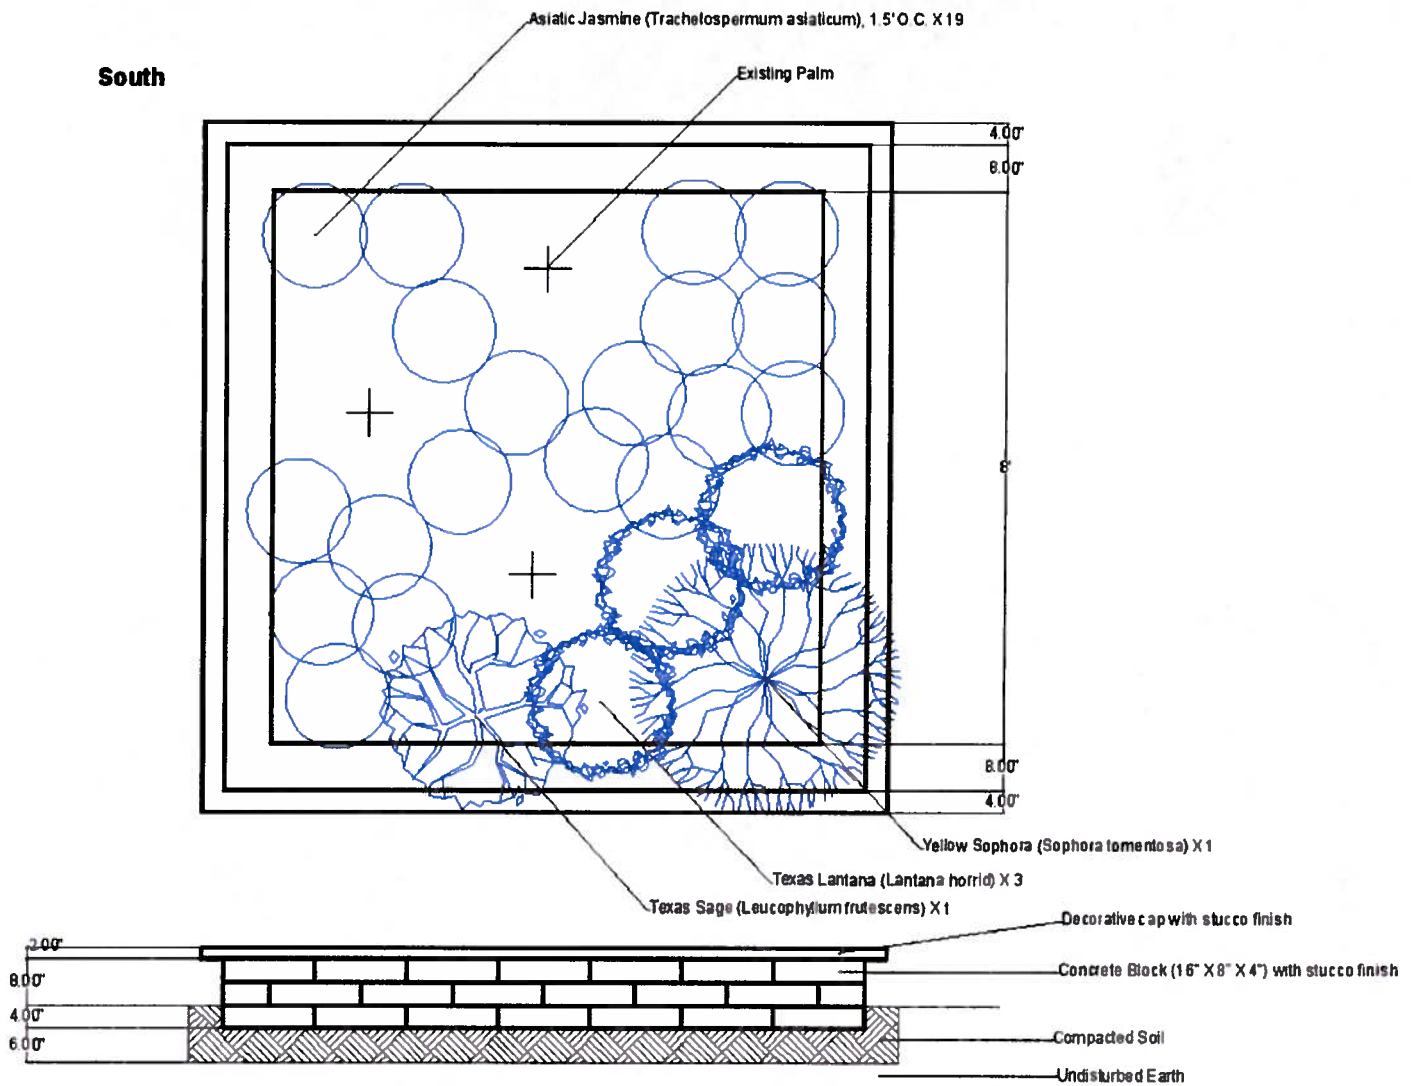 Asiatic Jasmine (Trachelospermum asiaticum), 1.5' O.C. X 19
South
Existing Palm
4.00"
8.00"
8'
8.00"
4.00"
Yellow Sophora (Sophora tomentosa) X 1
Texas Lantana (Lantana horrid) X 3
Texas Sage (Leucophyllum frutescens) X 1
Decorative cap with stucco finish
2.00"
Concrete Block (16" X 8" X 4") with stucco finish
8.00"
4.00"
Compacted Soil
6.00"
Undisturbed Earth